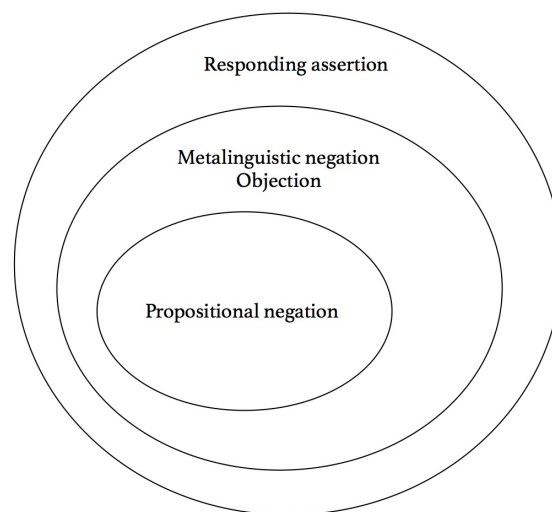 Responding assertion
Metalinguistic negation
Objection
Propositional negation